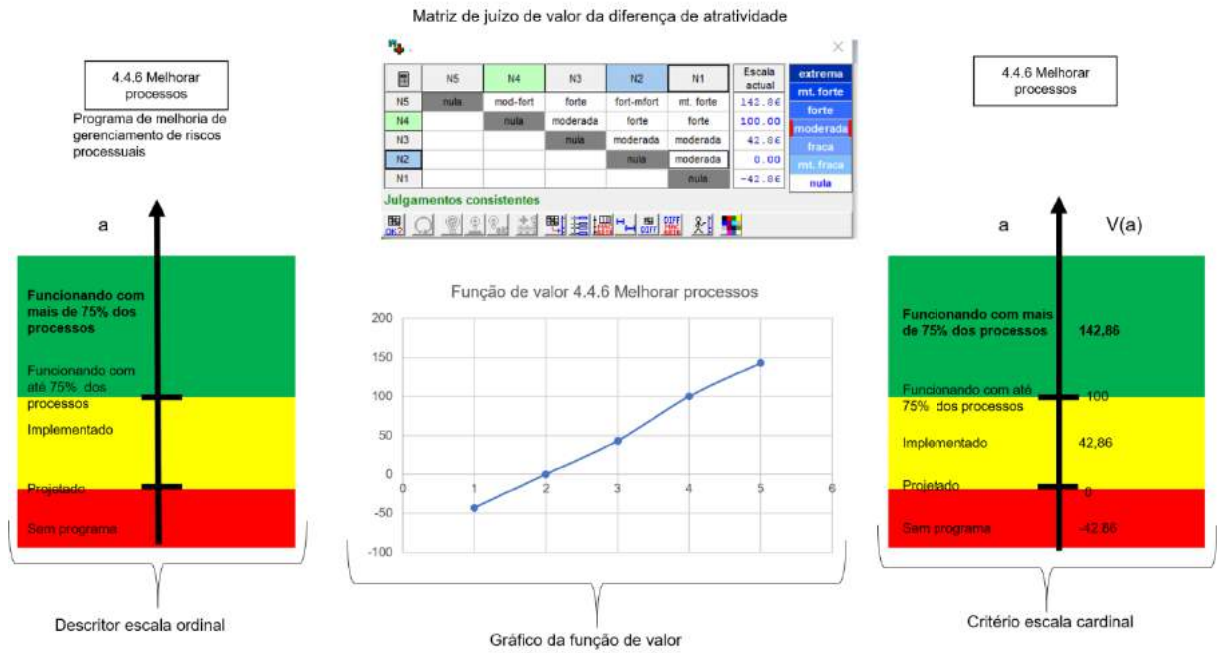 Matriz de juízo de valor da diferença de atratividade
4.4.6 Melhorar
processos
Programa de melhoria de
gerenciamento de riscos
processuais
a
Funcionando com
mais de 75% dos
processos
Funcionando com
até 75% dos
processos
Implementado
Projetado
Sem programa
Descritor escala ordinal
N5 N4 N3 N2 N1 Escala actual
N5 nula mod-fort forte fort-mfort mt. forte 142.86
N4 nula moderada forte forte 100.00
N3 nula moderada moderada 42.86
N2 nula moderada 0.00
N1 nula -42.86
extrema
mt. forte
forte
moderada
fraca
mt. fraca
nula
Julgamentos consistentes
Função de valor 4.4.6 Melhorar processos
200
150
100
50
0
-50
-100
0 1 2 3 4 5 6
Gráfico da função de valor
4.4.6 Melhorar
processos
a V(a)
Funcionando com mais
de 75% dos processos 142,86
Funcionando com até
75% dos processos 100
Implementado 42,86
Projetado 0
Sem programa -42.86
Critério escala cardinal